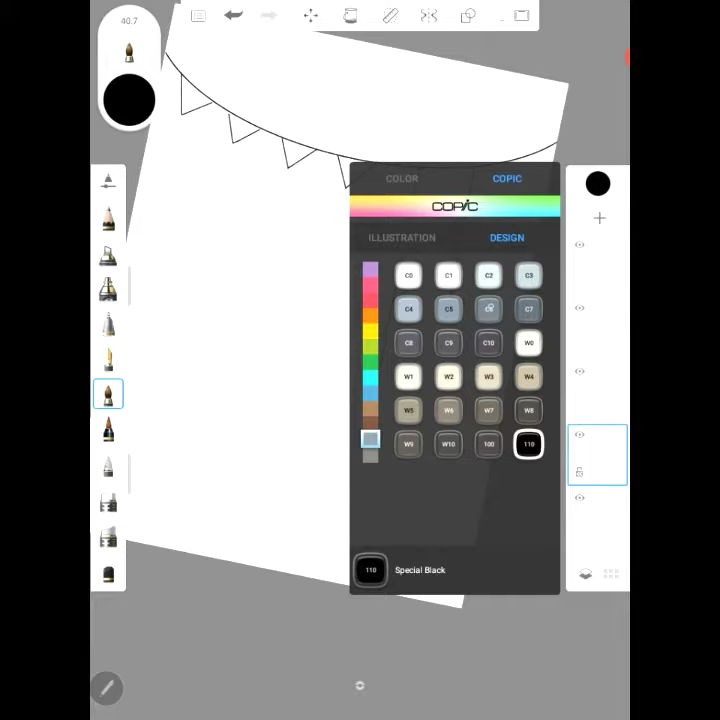 40.7
COLOR COPIC
COPIC
ILLUSTRATION DESIGN
C0 C1 C2 C3
C4 C5 C6 C7
C8 C9 C10 W0
W1 W2 W3 W4
W5 W6 W7 W8
W9 W10 100 110
110 Special Black